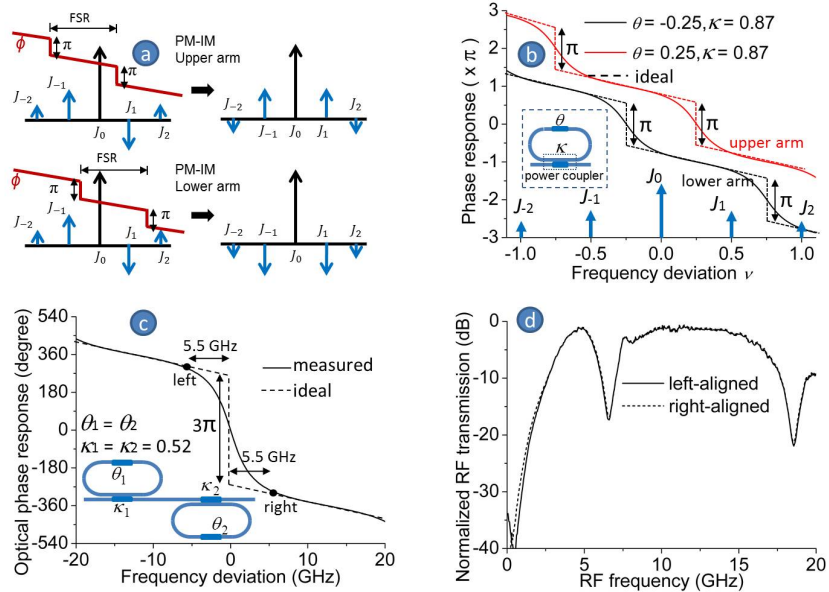 FSR
ϕ
π
π
a
PM-IM
Upper arm
J₋₂
J₋₁
J₀
J₁
J₂
J₋₂
J₋₁
J₀
J₁
J₂
FSR
ϕ
π
π
PM-IM
Lower arm
J₋₂
J₋₁
J₀
J₁
J₂
J₋₂
J₋₁
J₀
J₁
J₂
b
Phase response (× π)
3
2
1
0
-1
-2
-3
θ = -0.25, κ = 0.87
θ = 0.25, κ = 0.87
ideal
π
π
π
π
upper arm
lower arm
θ
κ
power coupler
J-2
J-1
J0
J1
J2
-1.0 -0.5 0.0 0.5 1.0
Frequency deviation ν
c
Optical phase response (degree)
540
360
180
0
-180
-360
-540
5.5 GHz
left
measured
ideal
3π
θ1 = θ2
κ1 = κ2 = 0.52
5.5 GHz
right
θ1
κ1
κ2
θ2
-20 -10 0 10 20
Frequency deviation (GHz)
d
Normalized RF transmission (dB)
0
-10
-20
-30
-40
left-aligned
right-aligned
0 5 10 15 20
RF frequency (GHz)